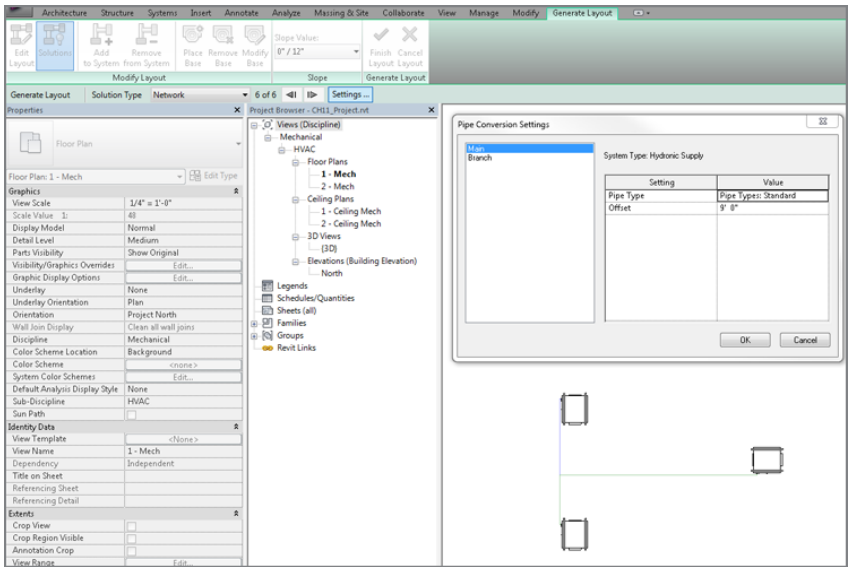 Architecture Structure Systems Insert Annotate Analyze Massing & Site Collaborate View Manage Modify Generate Layout
Edit Layout
Solutions
Add to System
Remove from System
Place Base
Remove Base
Modify Base
Slope Value:
0" / 12"
Finish Layout
Cancel Layout
Modify Layout
Slope
Generate Layout
Generate Layout Solution Type Network 6 of 6 Settings ...
Properties
Floor Plan
Floor Plan: 1 - Mech Edit Type
Graphics
View Scale 1/4" = 1'-0"
Scale Value 1: 48
Display Model Normal
Detail Level Medium
Parts Visibility Show Original
Visibility/Graphics Overrides Edit...
Graphic Display Options Edit...
Underlay None
Underlay Orientation Plan
Orientation Project North
Wall Join Display Clean all wall joins
Discipline Mechanical
Color Scheme Location Background
Color Scheme <none>
System Color Schemes Edit...
Default Analysis Display Style None
Sub-Discipline HVAC
Sun Path
Identity Data
View Template <None>
View Name 1 - Mech
Dependency Independent
Title on Sheet
Referencing Sheet
Referencing Detail
Extents
Crop View
Crop Region Visible
Annotation Crop
View Range Edit...
Project Browser - CH11_Project.rvt
Views (Discipline)
Mechanical
HVAC
Floor Plans
1 - Mech
2 - Mech
Ceiling Plans
1 - Ceiling Mech
2 - Ceiling Mech
3D Views
{3D}
Elevations (Building Elevation)
North
Legends
Schedules/Quantities
Sheets (all)
Families
Groups
Revit Links
Pipe Conversion Settings
Main
Branch
System Type: Hydronic Supply
Setting Value
Pipe Type Pipe Types: Standard
Offset 9' 0"
OK Cancel